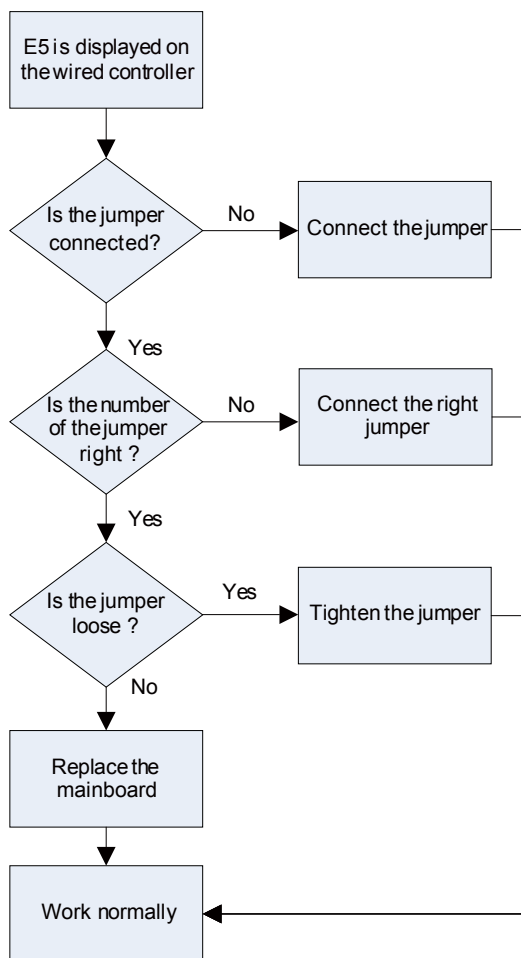 E5 is displayed on
the wired controller
Is the jumper
connected?
No
Connect the jumper
Yes
Is the number
of the jumper
right ?
No
Connect the right
jumper
Yes
Is the jumper
loose ?
Yes
Tighten the jumper
No
Replace the
mainboard
Work normally